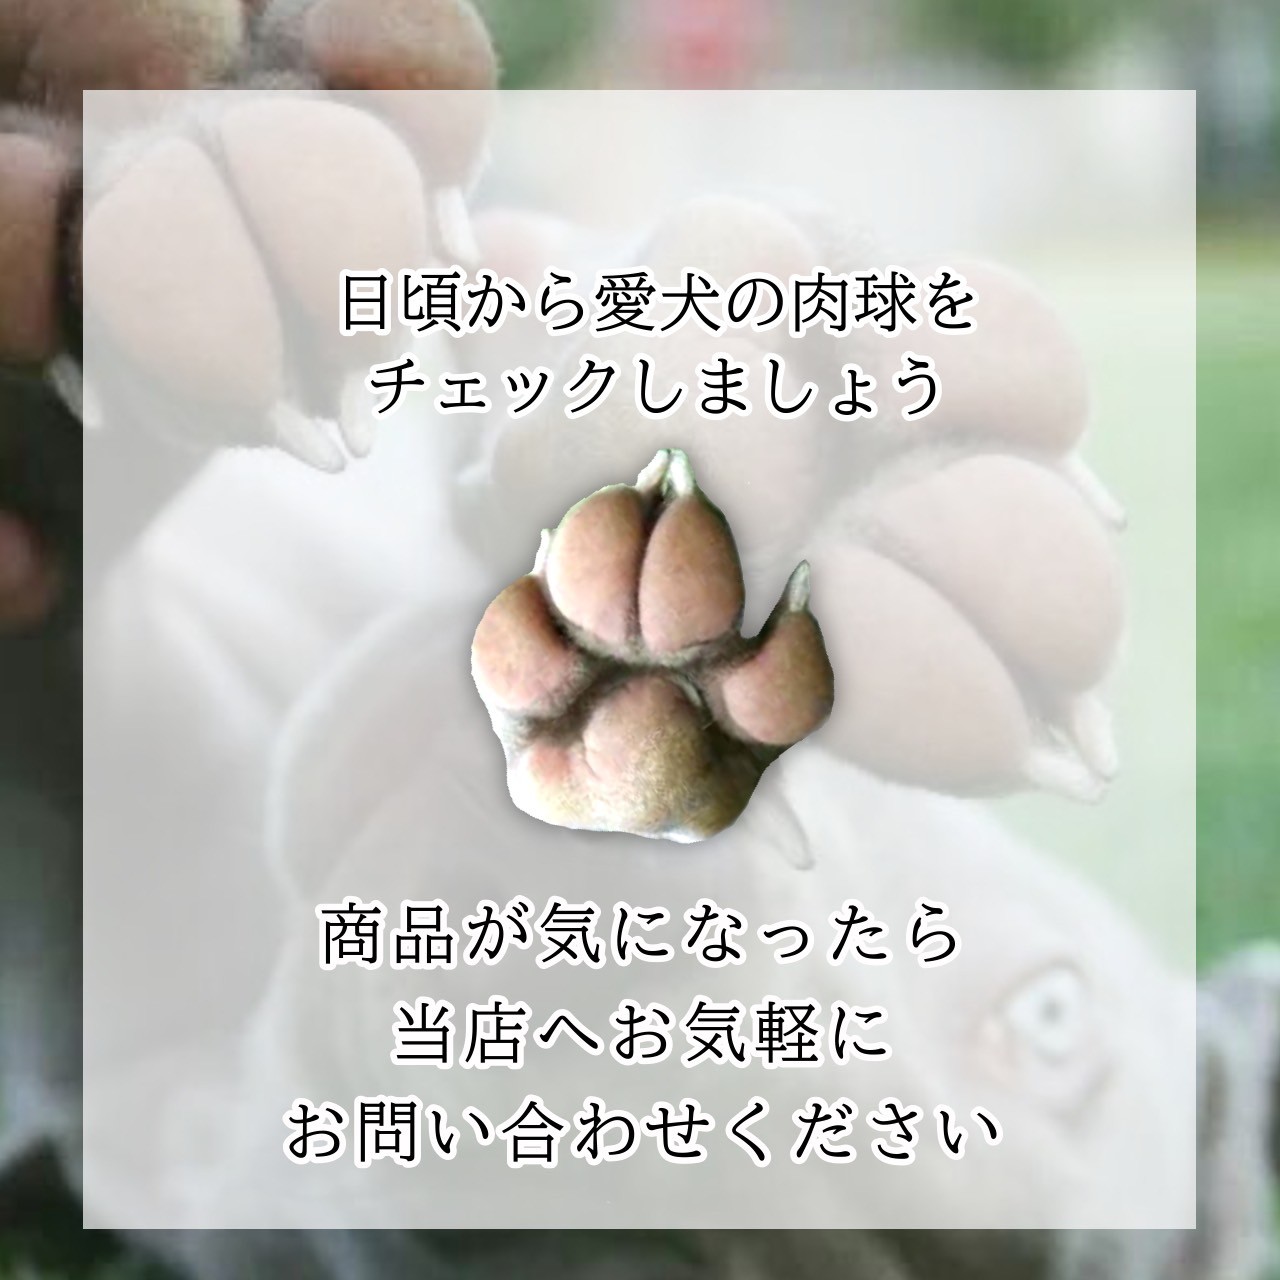 日頃から愛犬の肉球を
チェックしましょう
商品が気になったら
当店へお気軽に
お問い合わせください